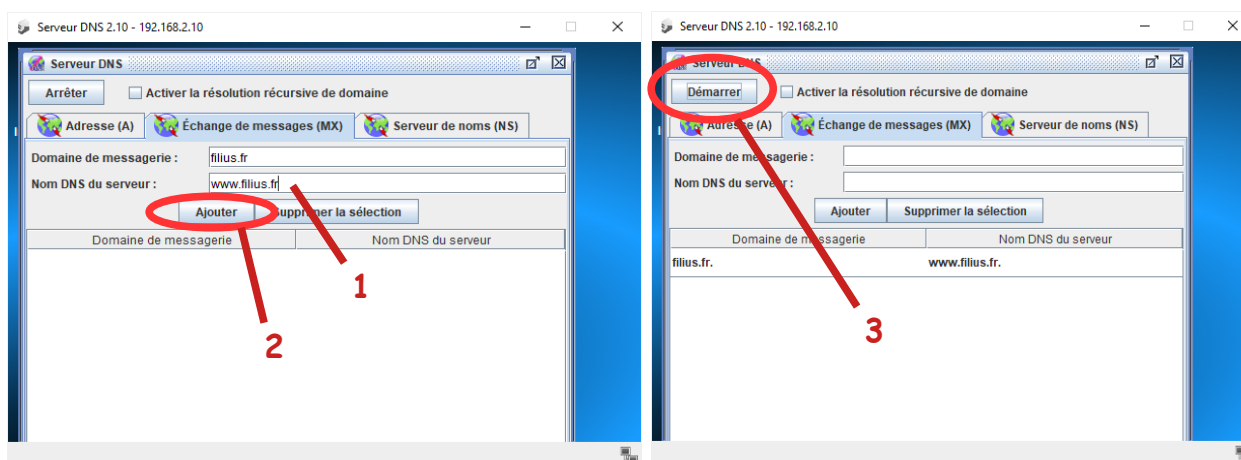 Serveur DNS 2.10 - 192.168.2.10
Serveur DNS
Arrêter Activer la résolution récursive de domaine
Adresse (A) Échange de messages (MX) Serveur de noms (NS)
Domaine de messagerie : filius.fr
Nom DNS du serveur : www.filius.fr
Ajouter Supprimer la sélection
Domaine de messagerie Nom DNS du serveur
1
2
Serveur DNS 2.10 - 192.168.2.10
Serveur DNS
Démarrer Activer la résolution récursive de domaine
Adresse (A) Échange de messages (MX) Serveur de noms (NS)
Domaine de messagerie :
Nom DNS du serveur :
Ajouter Supprimer la sélection
Domaine de messagerie Nom DNS du serveur
filius.fr. www.filius.fr.
3